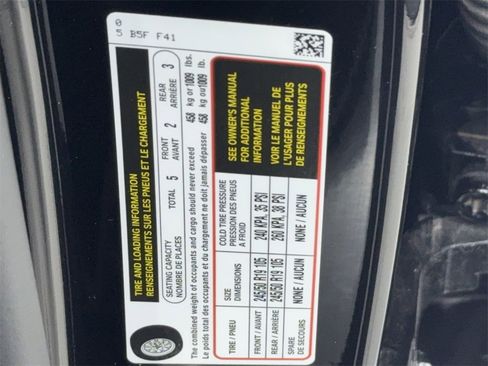 0
5 B5F F41
TIRE AND LOADING INFORMATION
RENSEIGNEMENTS SUR LES PNEUS ET LE CHARGEMENT
SEATING CAPACITY
NOMBRE DE PLACES
TOTAL 5
FRONT
AVANT 2
REAR
ARRIÈRE 3
The combined weight of occupants and cargo should never exceed 458 kg or 1009 lbs.
Le poids total des occupants et du chargement ne doit jamais dépasser 458 kg or 1009 lb.
TIRE / PNEU
SIZE
DIMENSIONS
COLD TIRE PRESSURE
PRESSION DES PNEUS
A FROID
FRONT / AVANT 245/50 R19 105 240 KPA, 35 PSI
REAR / ARRIÈRE 245/50 R19 105 260 KPA, 38 PSI
SPARE
DE SECOURS
NONE / AUCUN NONE / AUCUN
SEE OWNER'S MANUAL
FOR ADDITIONAL
INFORMATION
VOIR LE MANUEL DE
L'USAGER POUR PLUS
DE RENSEIGNEMENTS